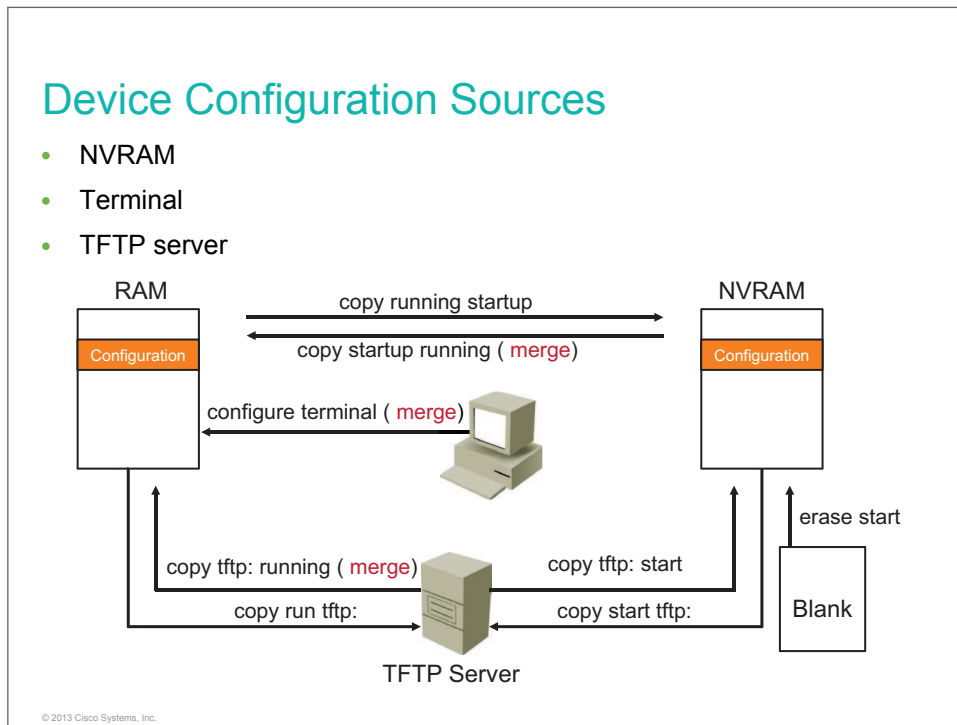 Device Configuration Sources
• NVRAM
• Terminal
• TFTP server
RAM
NVRAM
copy running startup
Configuration
Configuration
copy startup running ( merge)
configure terminal ( merge)
erase start
copy tftp: running ( merge)
copy tftp: start
copy run tftp:
copy start tftp:
Blank
TFTP Server
© 2013 Cisco Systems, Inc.